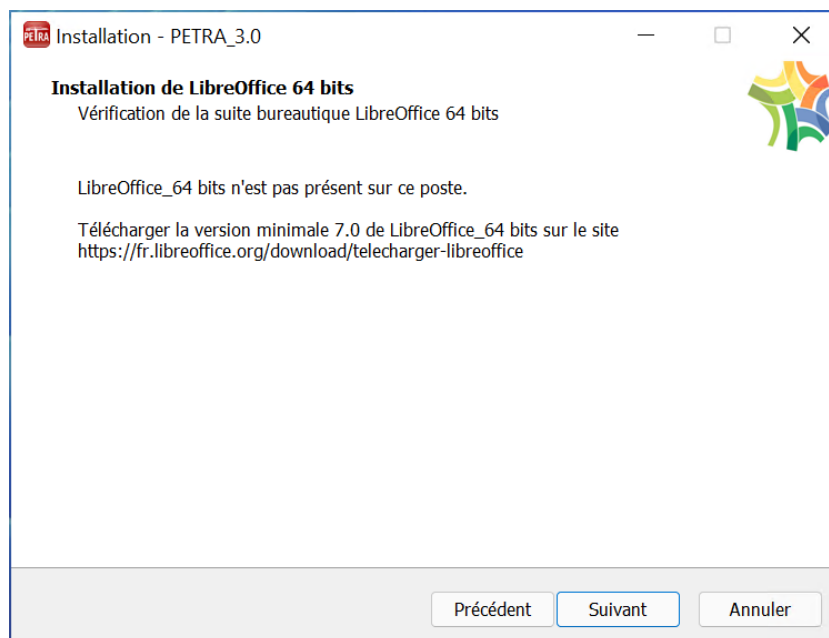 PETRA Installation - PETRA_3.0
Installation de LibreOffice 64 bits
Vérification de la suite bureautique LibreOffice 64 bits
LibreOffice_64 bits n'est pas présent sur ce poste.
Télécharger la version minimale 7.0 de LibreOffice_64 bits sur le site
https://fr.libreoffice.org/download/telecharger-libreoffice
Précédent Suivant Annuler